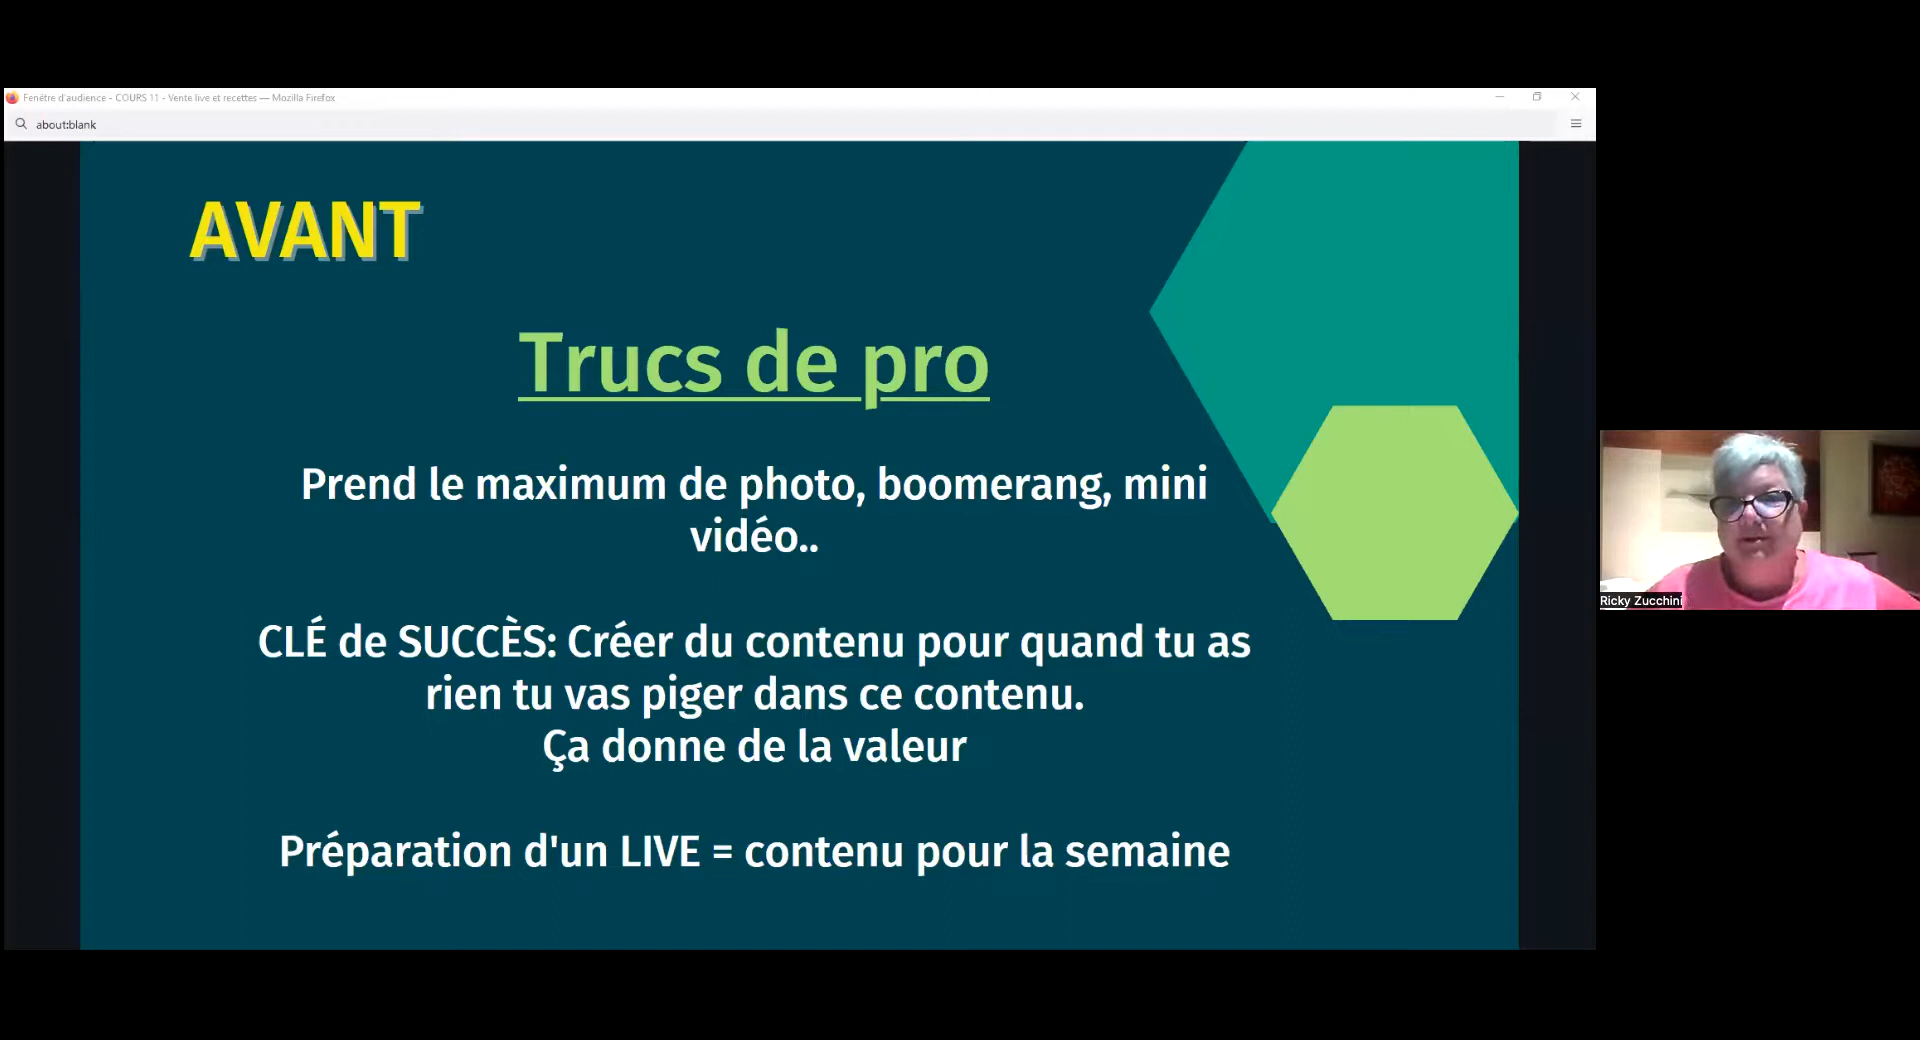 Fenêtre d'audience - COURS 11 - Vente live et recettes — Mozilla Firefox
about:blank
AVANT
Trucs de pro
Prend le maximum de photo, boomerang, mini
vidéo..
CLÉ de SUCCÈS: Créer du contenu pour quand tu as
rien tu vas piger dans ce contenu.
Ça donne de la valeur
Préparation d'un LIVE = contenu pour la semaine
Ricky Zucchini